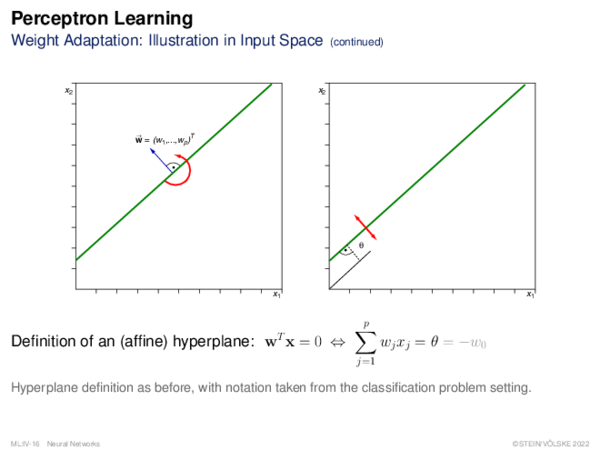 Perceptron Learning
Weight Adaptation: Illustration in Input Space (continued)
x₂
w⃗ = (w₁,...,wₚ)ᵀ
x₁
x₂
θ
x₁
Definition of an (affine) hyperplane: wᵀx = 0 ⇔ ∑ⱼ₌₁ᵖ wⱼxⱼ = θ = −w₀
Hyperplane definition as before, with notation taken from the classification problem setting.
ML:IV-16 Neural Networks
©STEIN/VÖLSKE 2022